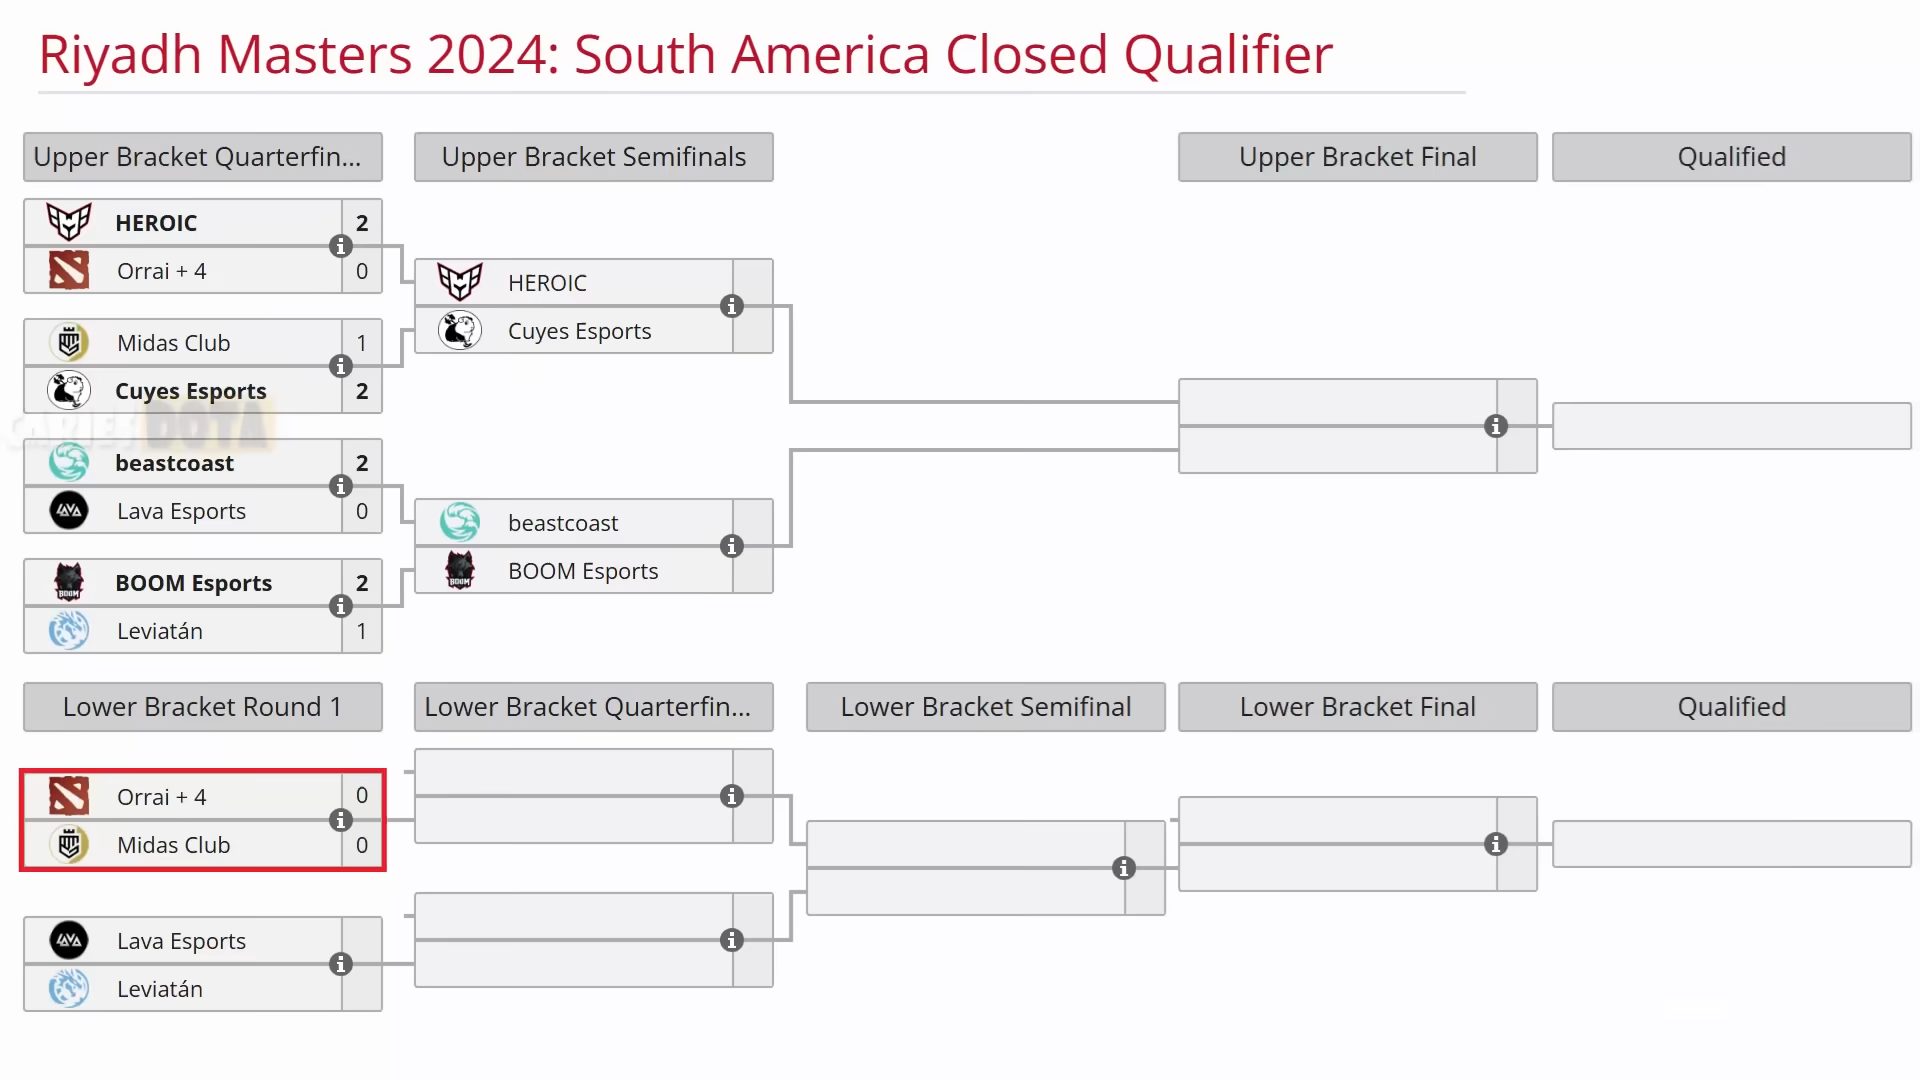 Riyadh Masters 2024: South America Closed Qualifier
Upper Bracket Quarterfin...
Upper Bracket Semifinals
Upper Bracket Final
Qualified
HEROIC 2
Orrai + 4 0
Midas Club 1
Cuyes Esports 2
beastcoast 2
Lava Esports 0
BOOM Esports 2
Leviatán 1
HEROIC
Cuyes Esports
beastcoast
BOOM Esports
DOTA
Lower Bracket Round 1
Lower Bracket Quarterfin...
Lower Bracket Semifinal
Lower Bracket Final
Qualified
Orrai + 4 0
Midas Club 0
Lava Esports
Leviatán